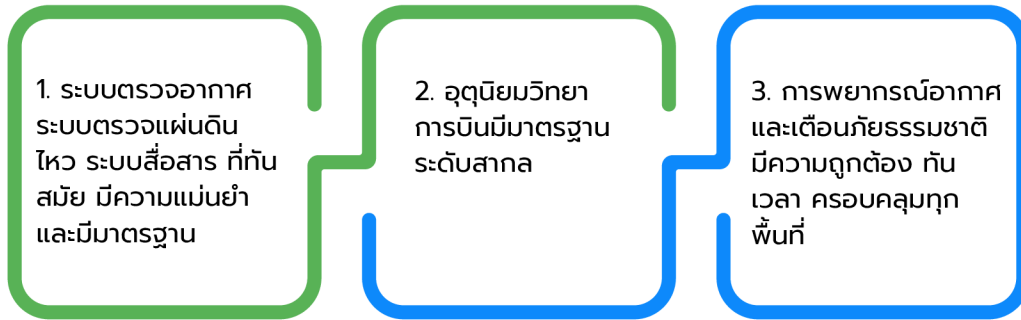 1. ระบบตรวจอากาศ
ระบบตรวจแผ่นดิน
ไหว ระบบสื่อสาร ที่ทัน
สมัย มีความแม่นยำ
และมีมาตรฐาน
2. อุตุนิยมวิทยา
การบินมีมาตรฐาน
ระดับสากล
3. การพยากรณ์อากาศ
และเตือนภัยธรรมชาติ
มีความถูกต้อง ทัน
เวลา ครอบคลุมทุก
พื้นที่